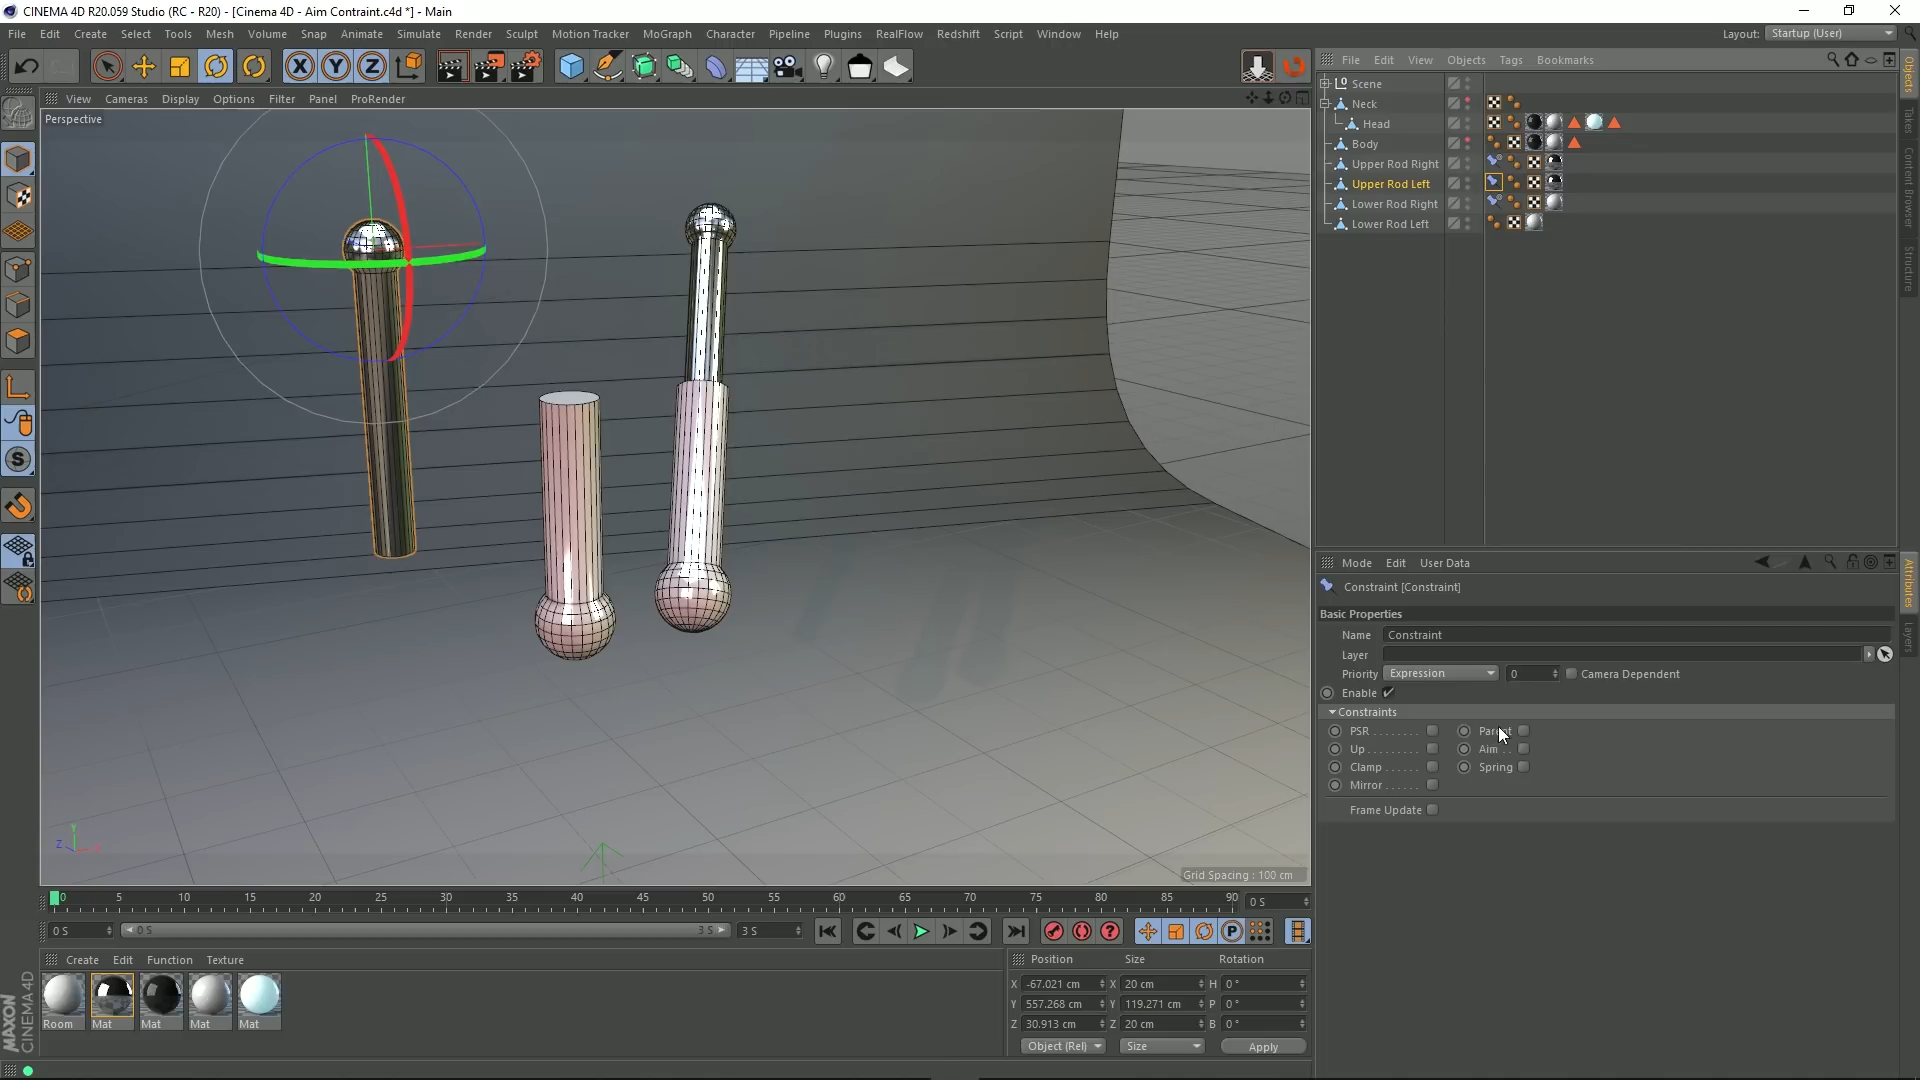 CINEMA 4D R20.059 Studio (RC - R20) - [Cinema 4D - Aim Contraint.c4d *] - Main
File Edit Create Select Tools Mesh Volume Snap Animate Simulate Render Sculpt Motion Tracker MoGraph Character Pipeline Plugins RealFlow Redshift Script Window Help
Layout: Startup (User)
X Y Z
File Edit View Objects Tags Bookmarks
View Cameras Display Options Filter Panel ProRender
Perspective
Scene
Neck
Head
Body
Upper Rod Right
Upper Rod Left
Lower Rod Right
Lower Rod Left
Objects
Takes
Content Browser
Structure
Mode Edit User Data
Constraint [Constraint]
Basic Properties
Name Constraint
Layer
Priority Expression 0 Camera Dependent
Enable
Constraints
PSR
Up Aim
Clamp Spring
Mirror
Frame Update
Attributes
Layers
S
Y
Z
Grid Spacing : 100 cm
0 5 10 15 20 25 30 35 40 45 50 55 60 65 70 75 80 85 90 0 S
0 S 0 S 3 S 3 S
P
Create Edit Function Texture
Room Mat Mat Mat Mat
Position Size Rotation
X -67.021 cm X 20 cm H 0 °
Y 557.268 cm Y 119.271 cm P 0 °
Z 30.913 cm Z 20 cm B 0 °
Object (Rel) Size Apply
MAXON
CINEMA 4D